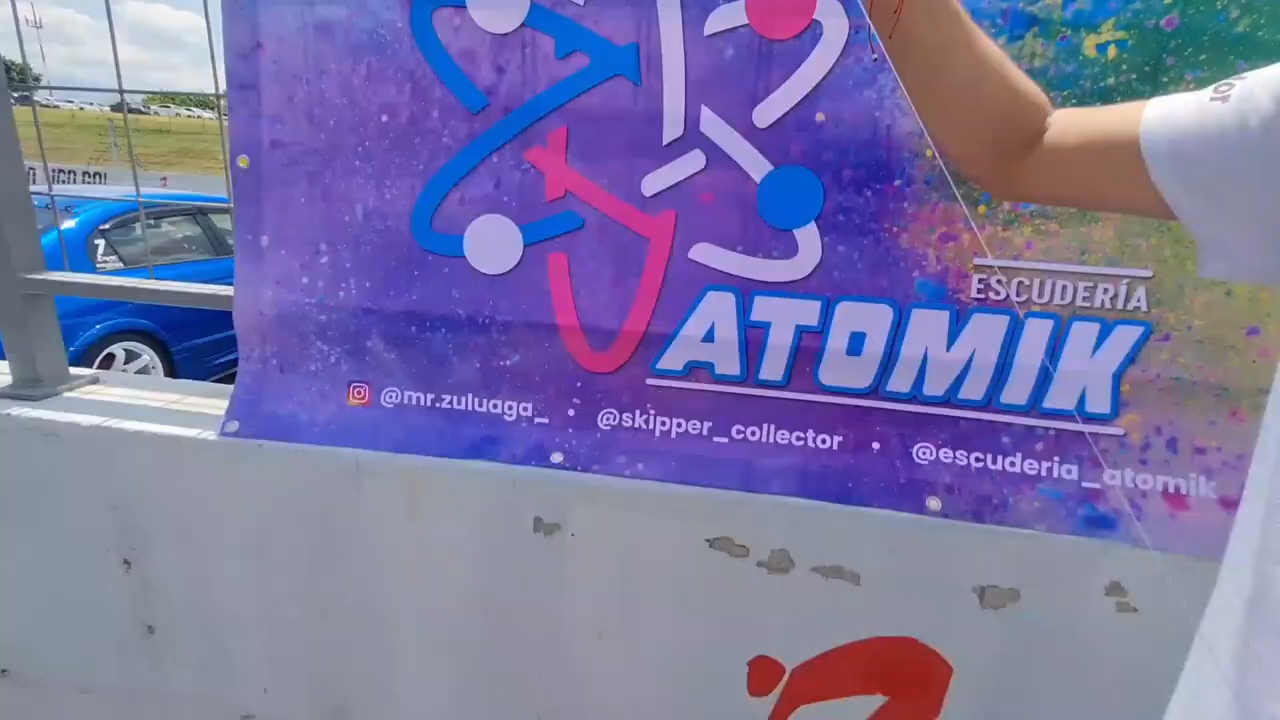 ESCUDERÍA
ATOMIK
@mr.zuluaga_ • @skipper_collector • @escuderia_atomik